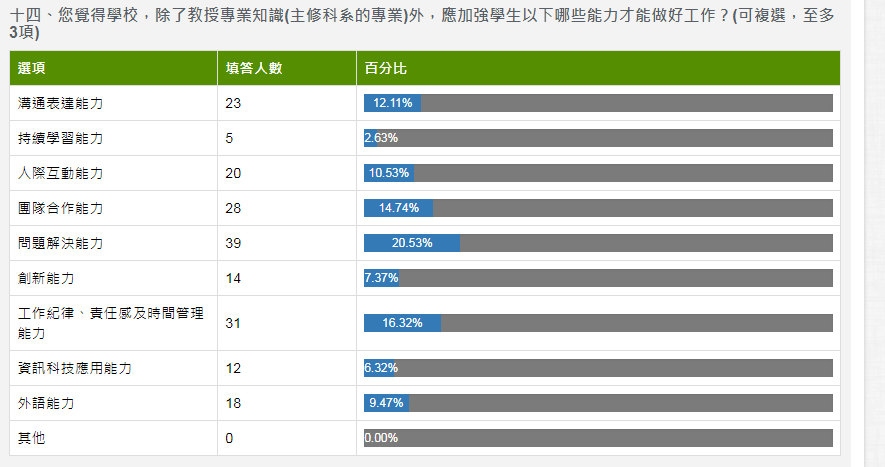 十四、您覺得學校，除了教授專業知識(主修科系的專業)外，應加強學生以下哪些能力才能做好工作？(可複選，至多
3項)
選項 填答人數 百分比
溝通表達能力 23 12.11%
持續學習能力 5 2.63%
人際互動能力 20 10.53%
團隊合作能力 28 14.74%
問題解決能力 39 20.53%
創新能力 14 7.37%
工作紀律、責任感及時間管理
能力 31 16.32%
資訊科技應用能力 12 6.32%
外語能力 18 9.47%
其他 0 0.00%